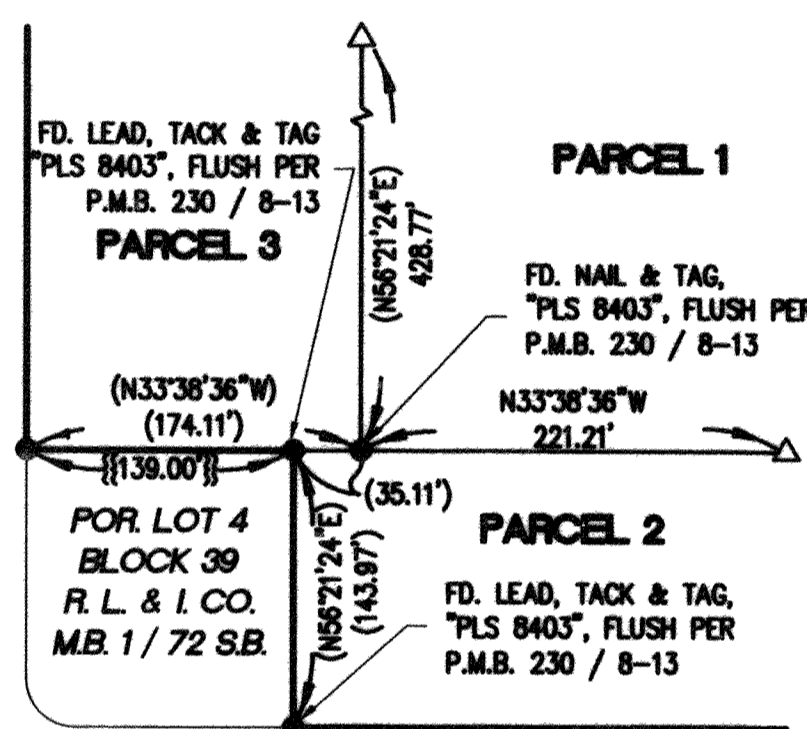 FD. LEAD, TACK & TAG
"PLS 8403", FLUSH PER
P.M.B. 230 / 8-13
PARCEL 3
(N56°21'24"E)
428.77'
PARCEL 1
FD. NAIL & TAG,
"PLS 8403", FLUSH PER
P.M.B. 230 / 8-13
(N33°38'36"W)
(174.11')
{{139.00'}}
N33°38'36"W
221.21'
(35.11')
POR. LOT 4
BLOCK 39
R. L. & I. CO.
M.B. 1 / 72 S.B.
(N56°21'24"E)
(143.97')
PARCEL 2
FD. LEAD, TACK & TAG,
"PLS 8403", FLUSH PER
P.M.B. 230 / 8-13